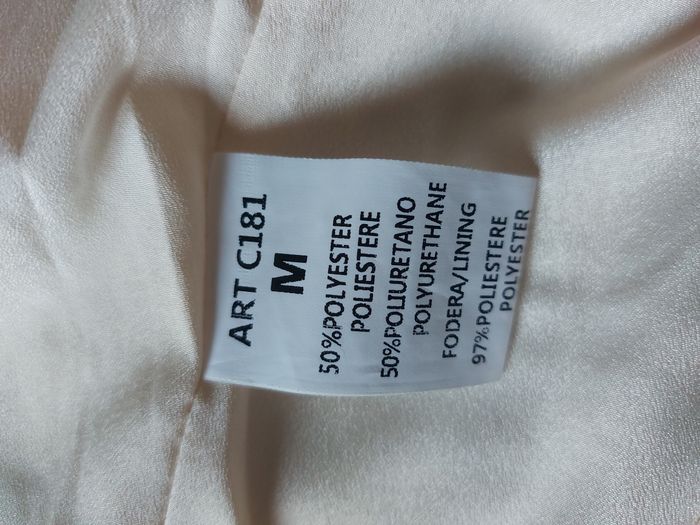 ART C181
M
50%POLYESTER
POLIESTERE
50%POLIURETANO
POLYURETHANE
FODERA/LINING
97%POLIESTERE
POLYESTER